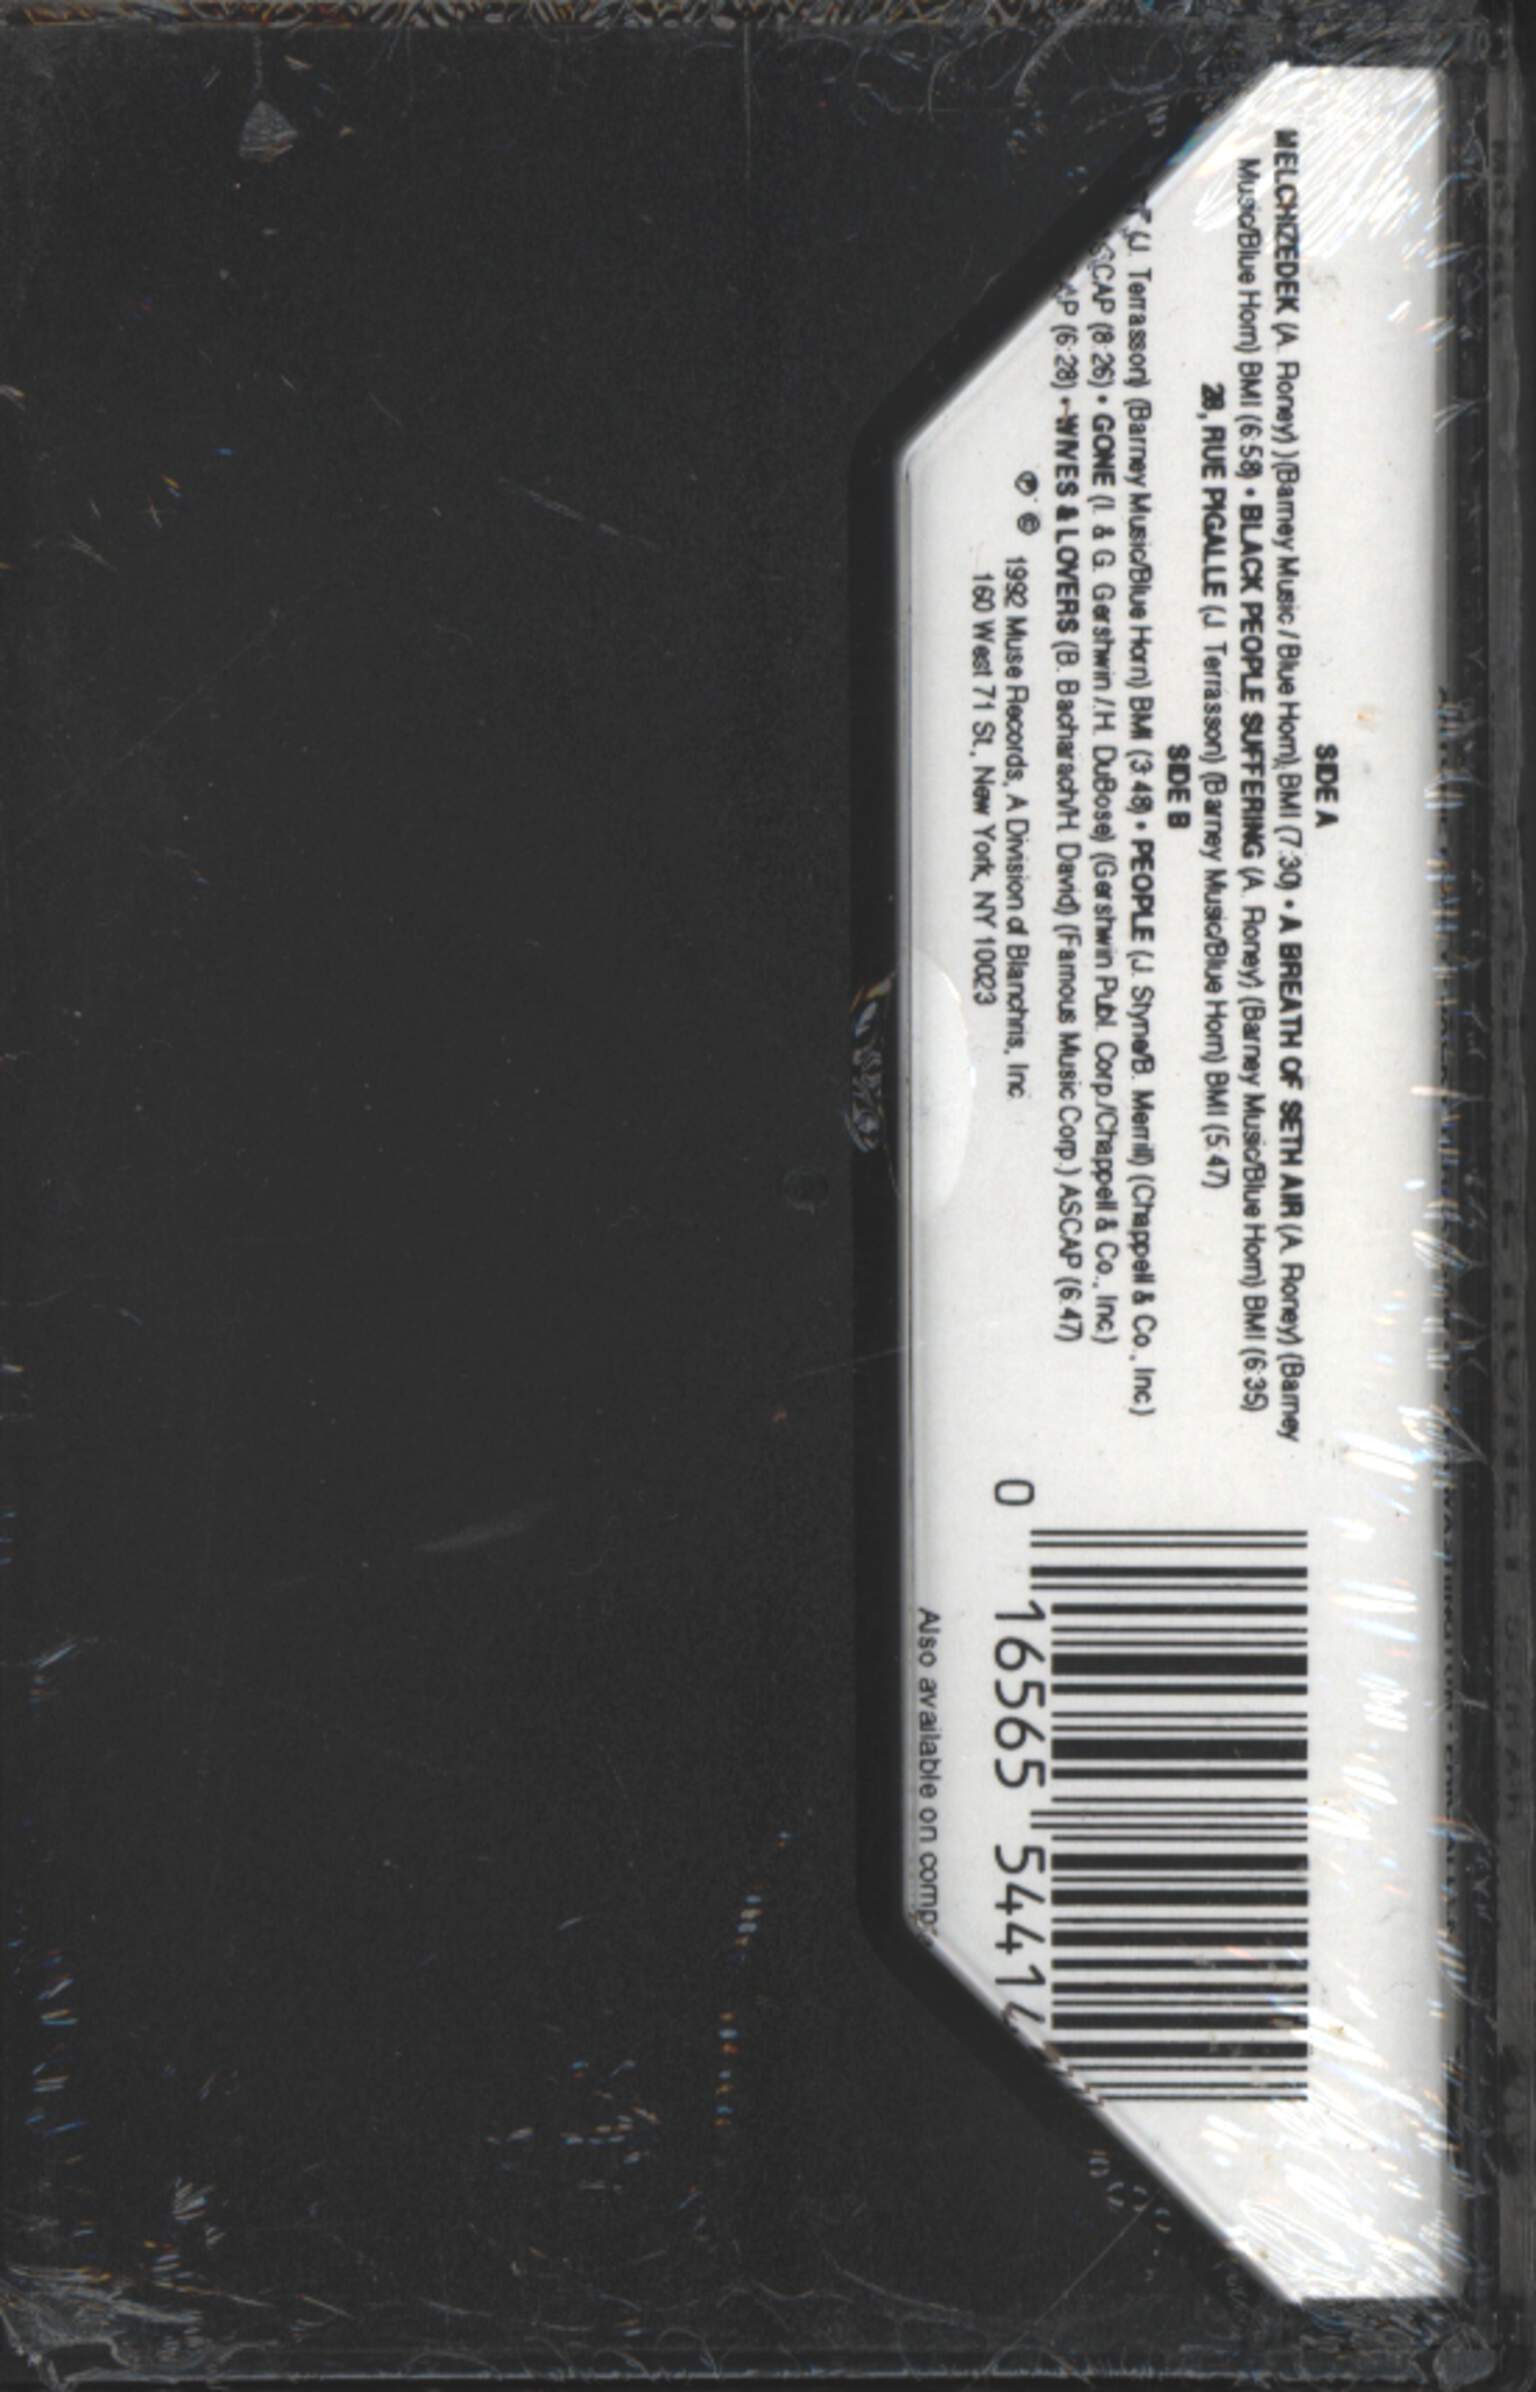 SIDE A
MELCHIZEDEK (A. Roney) )(Barney Music / Blue Horn) BMI (7:30) • A BREATH OF SETH AIR (A. Roney) (Barney
Music/Blue Horn) BMI (6:58) • BLACK PEOPLE SUFFERING (A. Roney) (Barney Music/Blue Horn) BMI (6:35)
28, RUE PIGALLE (J. Terrasson) (Barney Music/Blue Horn) BMI (5:47)
SIDE B
(J. Terrasson) (Barney Music/Blue Horn) BMI (3:48) • PEOPLE (J. Styne/B. Merrill) (Chappell & Co., Inc.)
SCAP (8:26) • GONE (I. & G. Gershwin / H. DuBose) (Gershwin Publ. Corp./Chappell & Co., Inc.)
AP (6:28) • WIVES & LOVERS (B. Bacharach/H. David) (Famous Music Corp.) ASCAP (6:47)
℗ © 1992 Muse Records, A Division of Blanchris, Inc
160 West 71 St., New York, NY 10023
0 16565 5441
Also available on comp